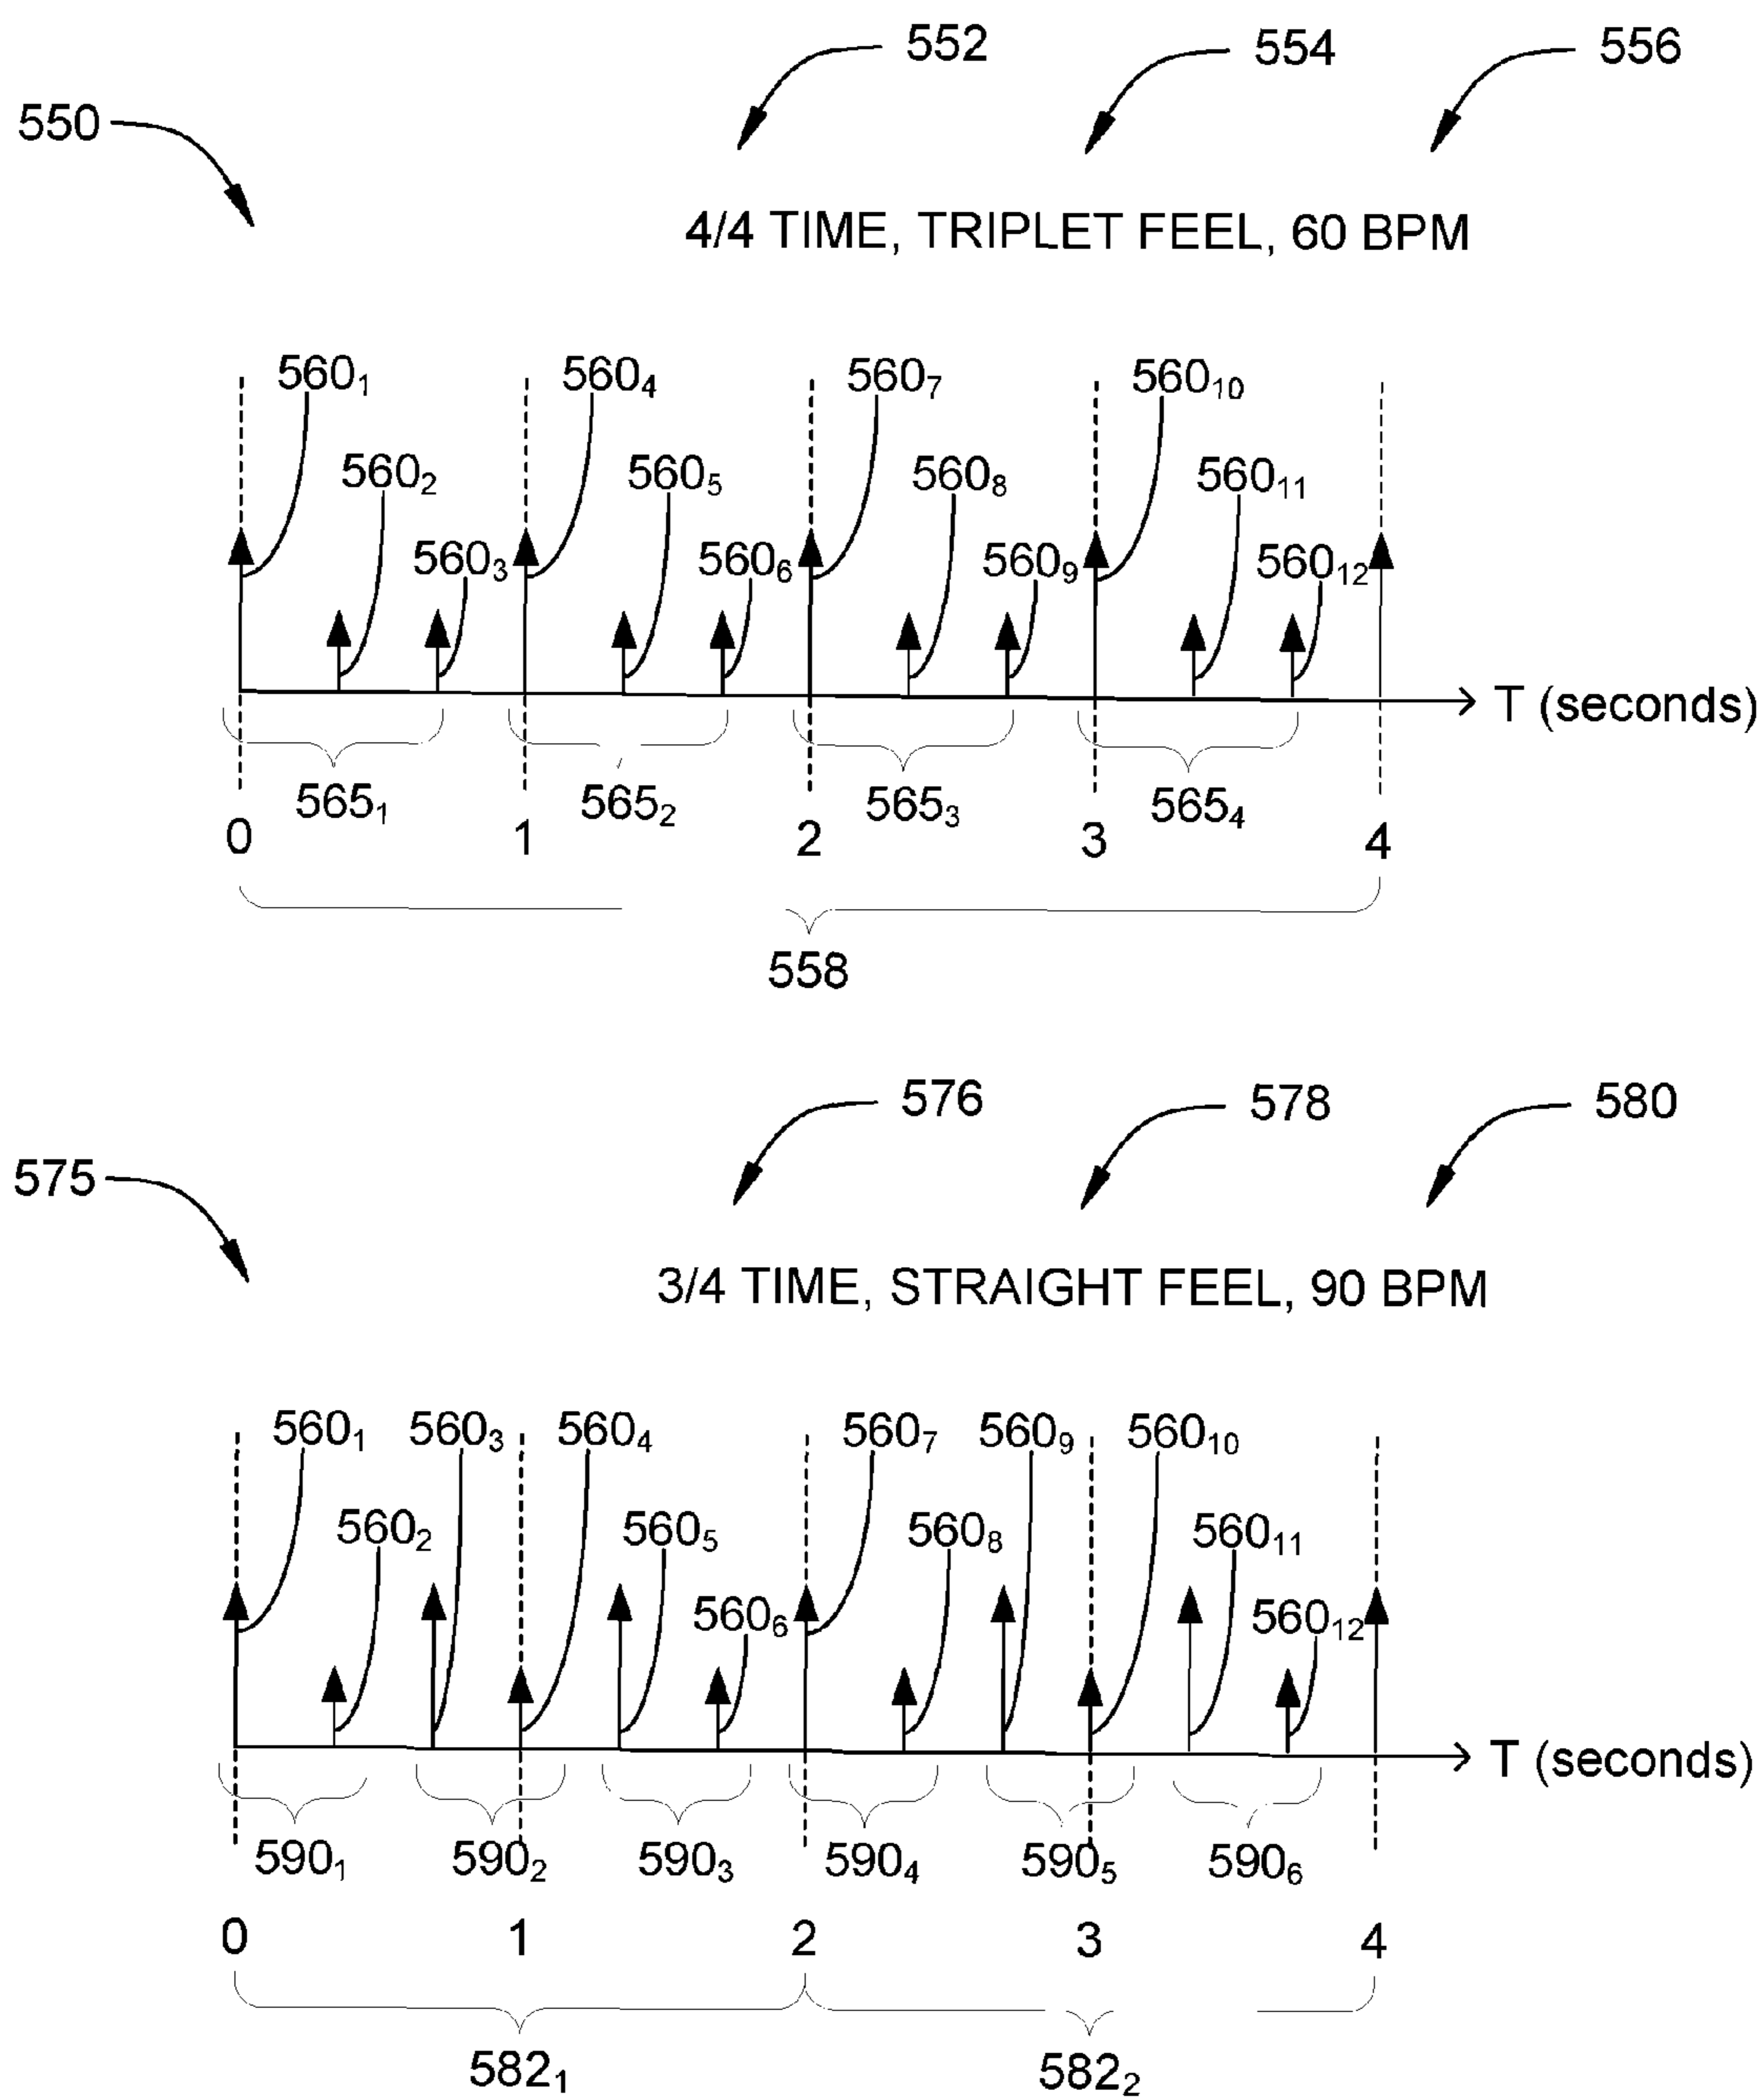 552 554 556
550
4/4 TIME, TRIPLET FEEL, 60 BPM
560₁ 560₄ 560₇ 560₁₀
560₂ 560₅ 560₈ 560₁₁
560₃ 560₆ 560₉ 560₁₂
T (seconds)
565₁ 565₂ 565₃ 565₄
0 1 2 3 4
558
576 578 580
575
3/4 TIME, STRAIGHT FEEL, 90 BPM
560₁ 560₃ 560₄ 560₇ 560₉ 560₁₀
560₂ 560₅ 560₈ 560₁₁
560₆ 560₁₂
T (seconds)
590₁ 590₂ 590₃ 590₄ 590₅ 590₆
0 1 2 3 4
582₁ 582₂